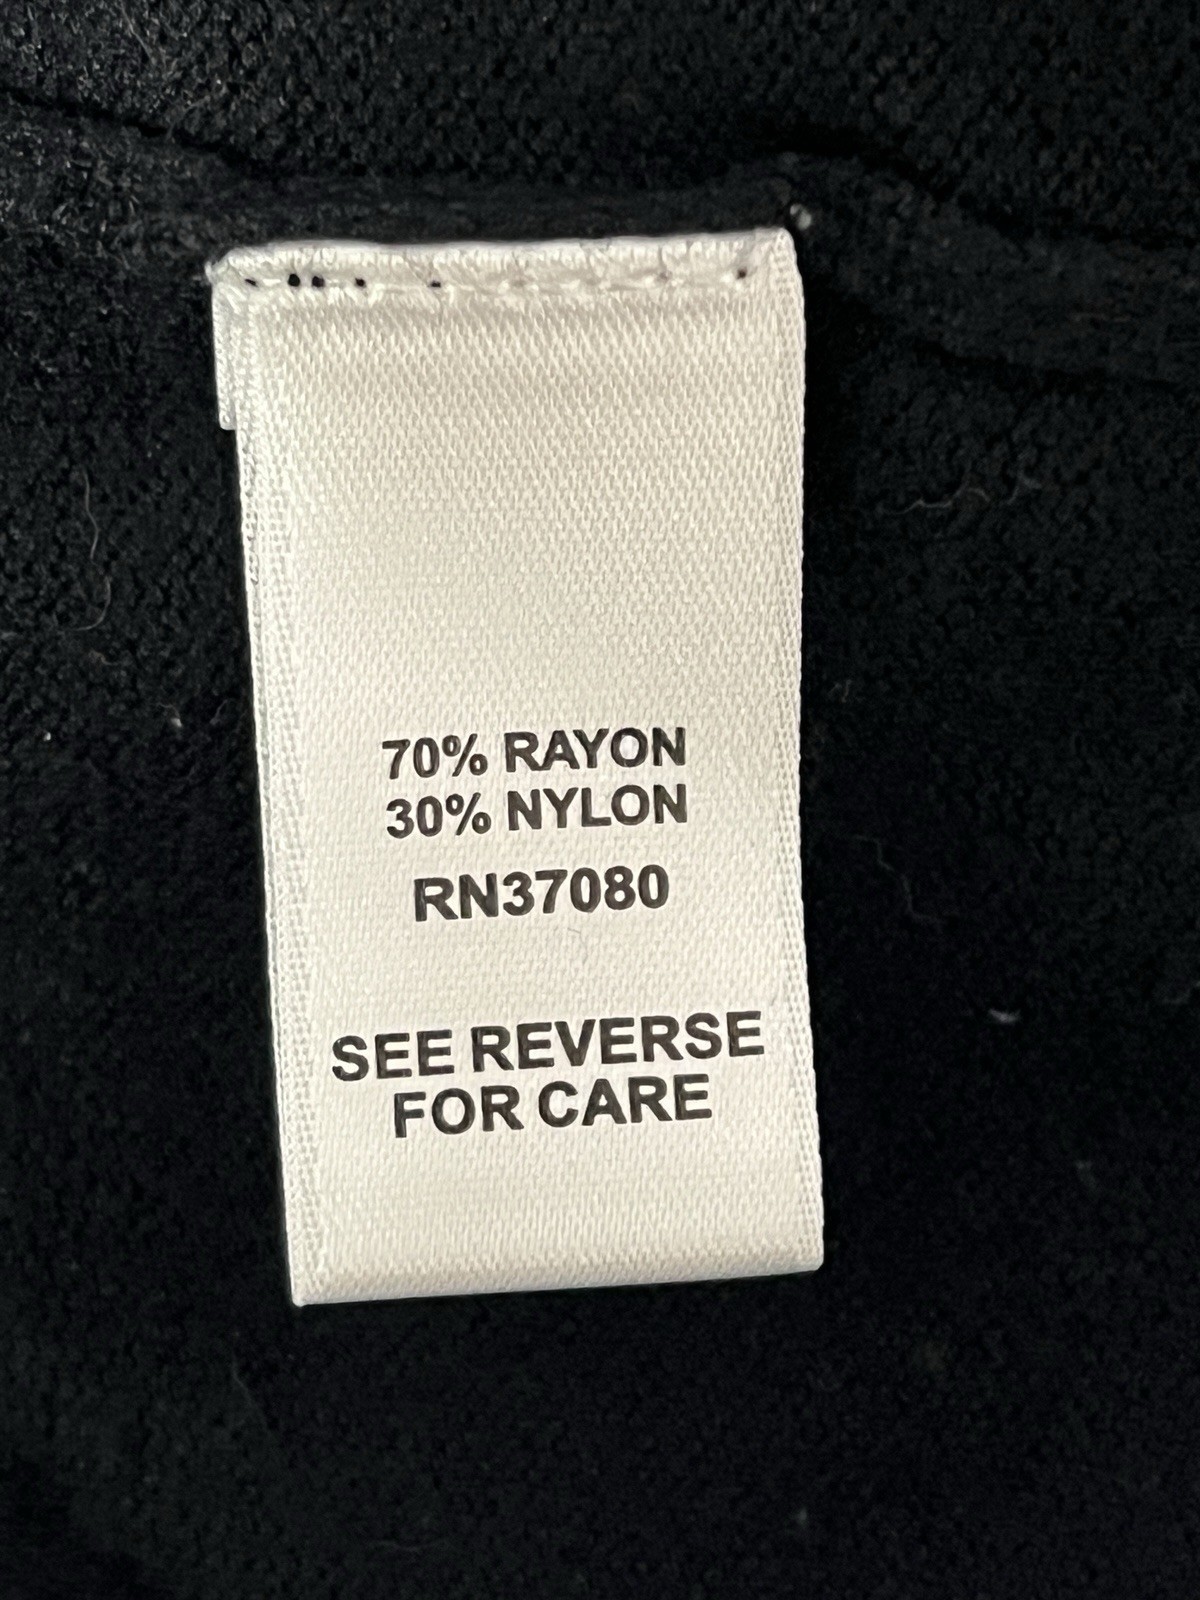 70% RAYON
30% NYLON
RN37080
SEE REVERSE
FOR CARE